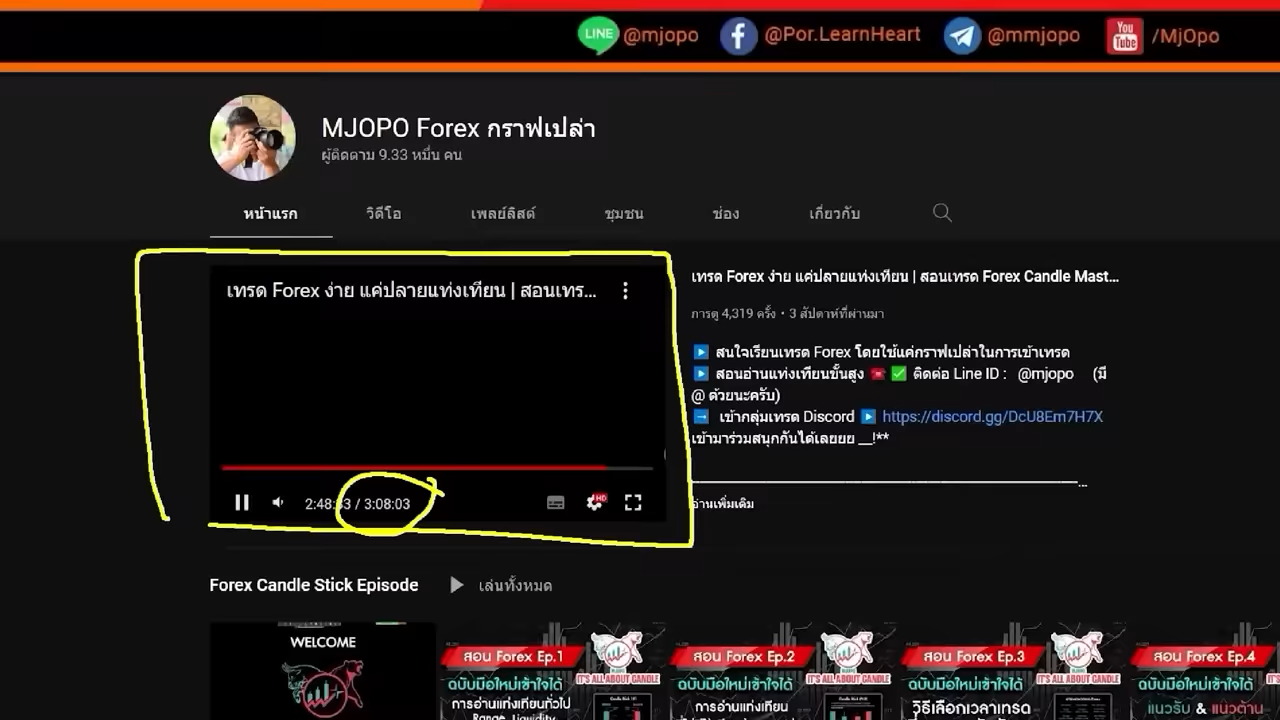 LINE @mjopo @Por.LearnHeart @mmjopo You Tube /MjOpo
MJOPO Forex กราฟเปล่า
ผู้ติดตาม 9.33 หมื่น คน
หน้าแรก วิดีโอ เพลย์ลิสต์ ชุมชน ช่อง เกี่ยวกับ
เทรด Forex ง่าย แค่ปลายแท่งเทียน | สอนเทร...
2:48: 3 / 3:08:03
HD
เทรด Forex ง่าย แค่ปลายแท่งเทียน | สอนเทรด Forex Candle Mast...
การดู 4,319 ครั้ง • 3 สัปดาห์ที่ผ่านมา
สนใจเรียนเทรด Forex โดยใช้แค่กราฟเปล่าในการเข้าเทรด
สอนอ่านแท่งเทียนขั้นสูง ติดต่อ Line ID : @mjopo (มี
@ ด้วยนะครับ)
เข้ากลุ่มเทรด Discord https://discord.gg/DcU8Em7H7X
เข้ามาร่วมสนุกกันได้เลยยย __!**
อ่านเพิ่มเติม
Forex Candle Stick Episode เล่นทั้งหมด
WELCOME
สอน Forex Ep.1
IT'S ALL ABOUT CANDLE
ฉบับมือใหม่เข้าใจได้
การอ่านแท่งเทียนทั่วไป
Range, Liquidity
สอน Forex Ep.2
IT'S ALL ABOUT CANDLE
ฉบับมือใหม่เข้าใจได้
การอ่านแท่งเทียน
สอน Forex Ep.3
IT'S ALL ABOUT CANDLE
ฉบับมือใหม่เข้าใจได้
วิธีเลือกเวลาเทรด
สอน Forex Ep.4
ฉบับมือใหม่เข้าใจได้
แนวรับ & แนวต้าน